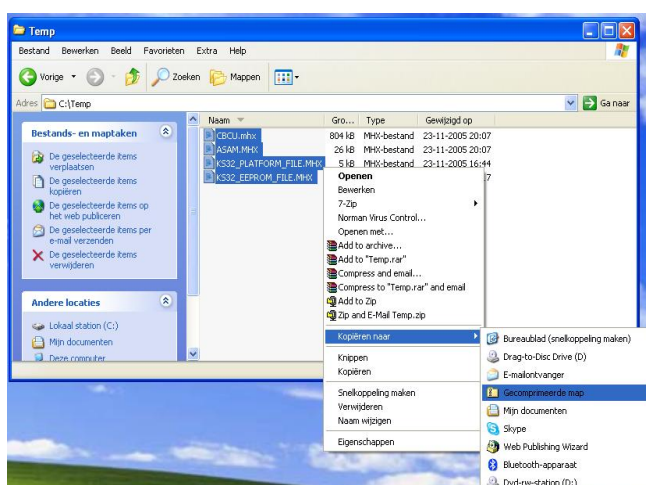 Temp
Bestand Bewerken Beeld Favorieten Extra Help
Vorige Zoeken Mappen
Adres C:\Temp Ga naar
Naam Gro... Type Gewijzigd op
Bestands- en maptaken
De geselecteerde items
verplaatsen
De geselecteerde items
kopiëren
De geselecteerde items op
het web publiceren
De geselecteerde items per
e-mail verzenden
De geselecteerde items
verwijderen
Andere locaties
Lokaal station (C:)
Mijn documenten
Deze computer
CBCU.mhx 804 kB MHX-bestand 23-11-2005 20:07
ASAM.MHX 26 kB MHX-bestand 23-11-2005 20:07
KS32_PLATFORM_FILE.MHX 5 kB MHX-bestand 23-11-2005 16:44
KS32_EEPROM_FILE.MHX
Openen
Bewerken
7-Zip
Norman Virus Control...
Openen met...
Add to archive...
Add to "Temp.rar"
Compress and email...
Compress to "Temp.rar" and email
Add to Zip
Zip and E-Mail Temp.zip
Kopiëren naar
Knippen
Kopiëren
Snelkoppeling maken
Verwijderen
Naam wijzigen
Eigenschappen
Bureaublad (snelkoppeling maken)
Drag-to-Disc Drive (D)
E-mailontvanger
Gecomprimeerde map
Mijn documenten
Skype
Web Publishing Wizard
Bluetooth-apparaat
Dvd-rw-station (D:)